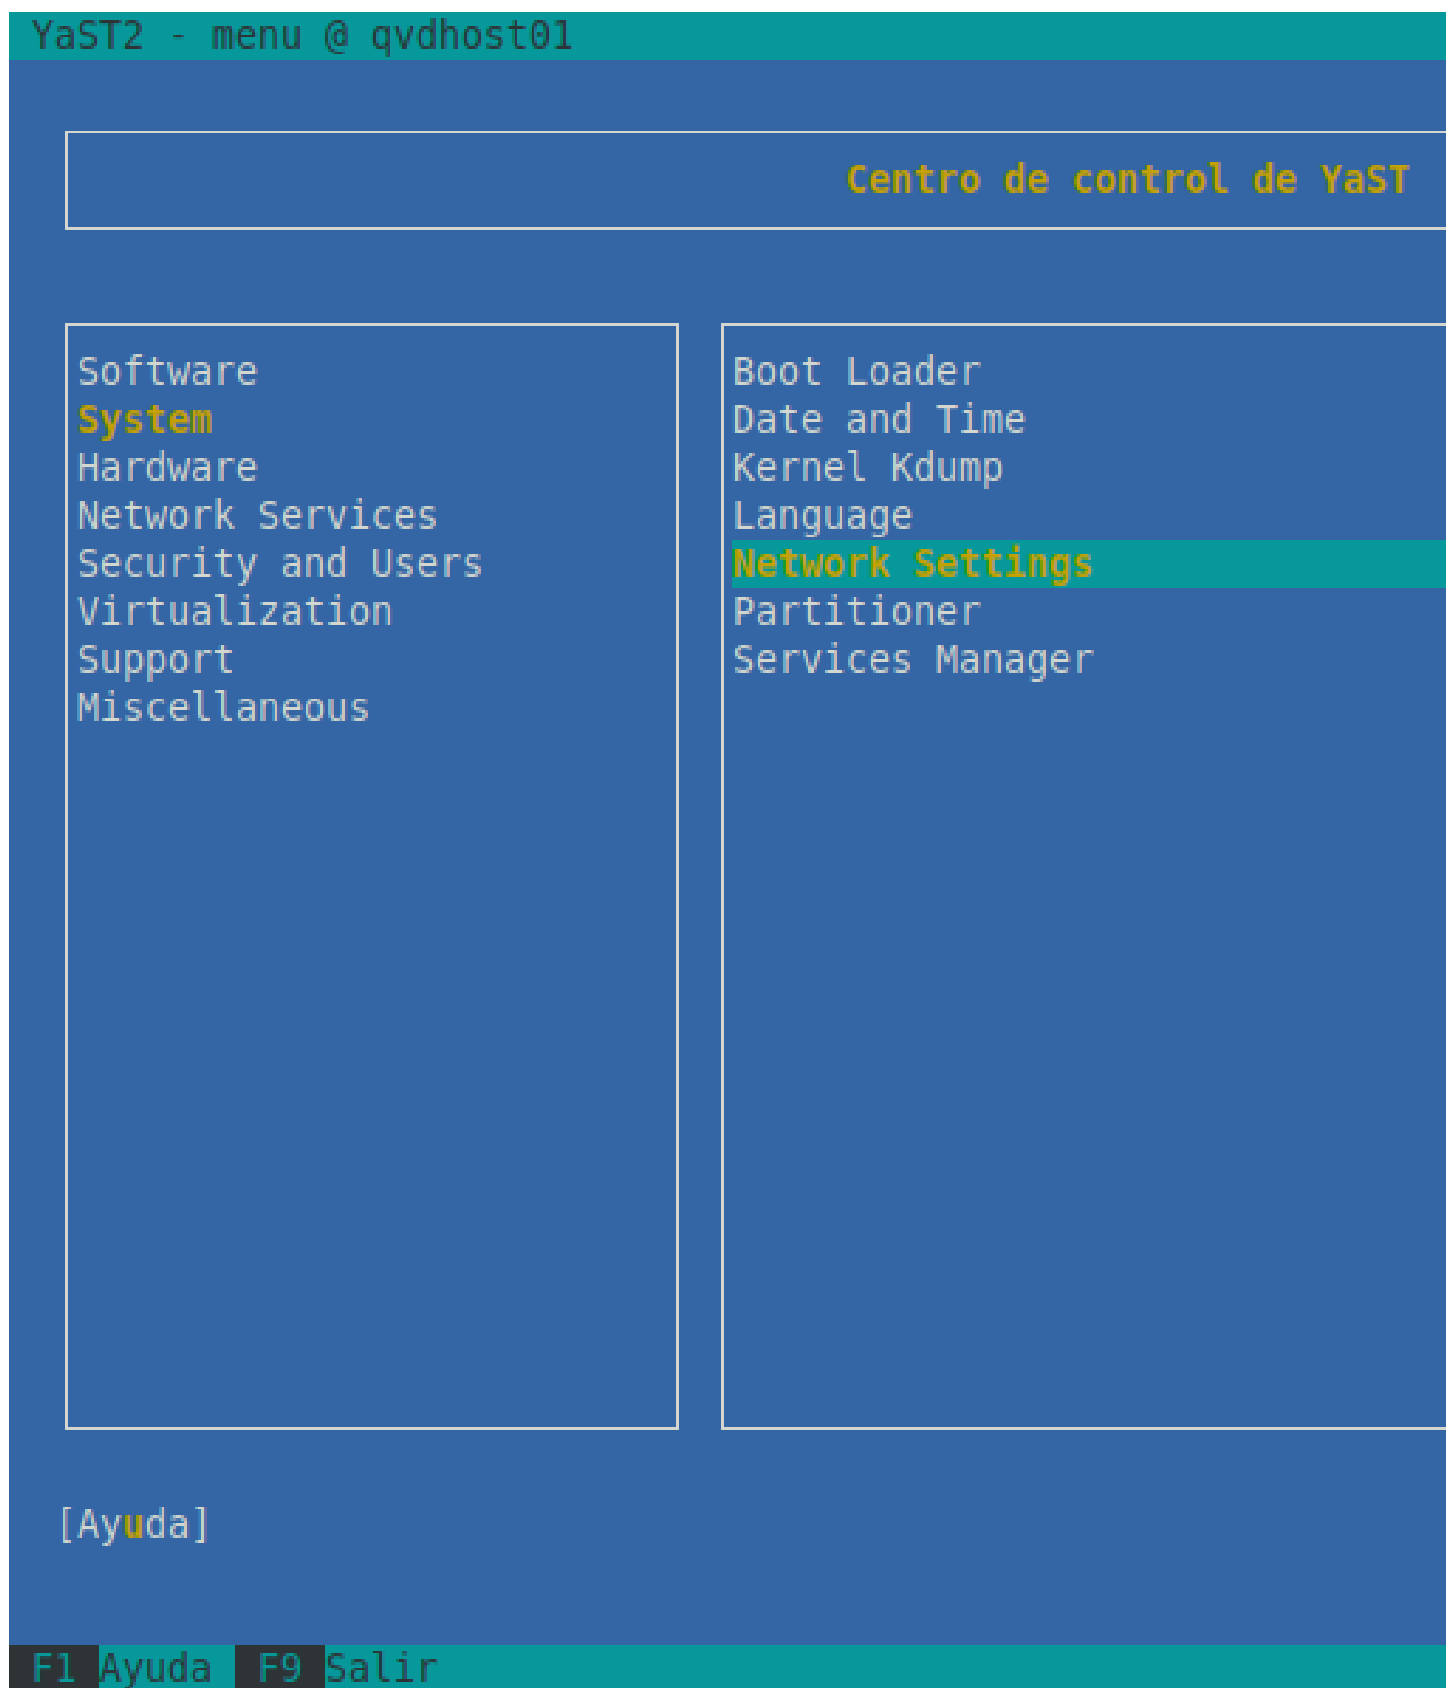 YaST2 - menu @ qvdhost01
Centro de control de YaST
Software
System
Hardware
Network Services
Security and Users
Virtualization
Support
Miscellaneous
Boot Loader
Date and Time
Kernel Kdump
Language
Network Settings
Partitioner
Services Manager
[Ayuda]
F1 Ayuda F9 Salir